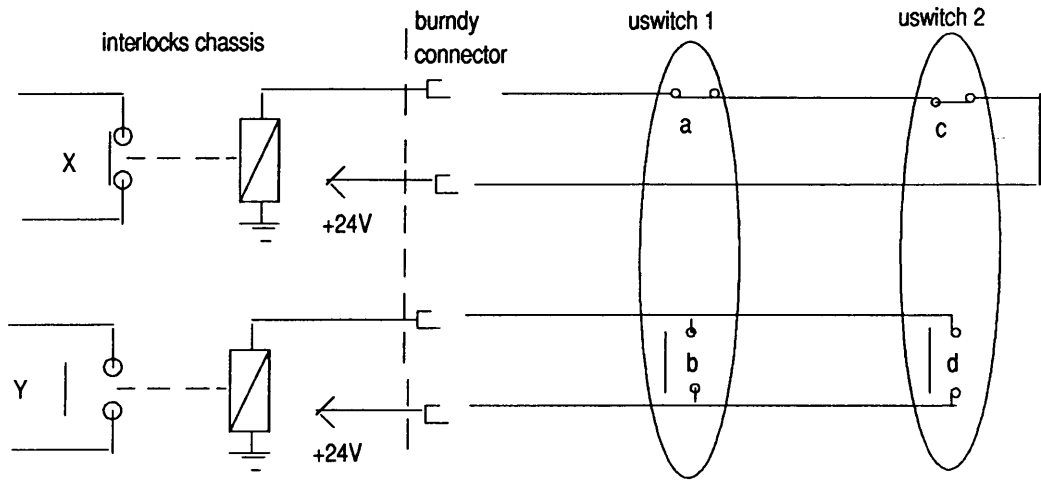 interlocks chassis
burndy
connector
uswitch 1
uswitch 2
X
+24V
a
c
Y
+24V
b
d